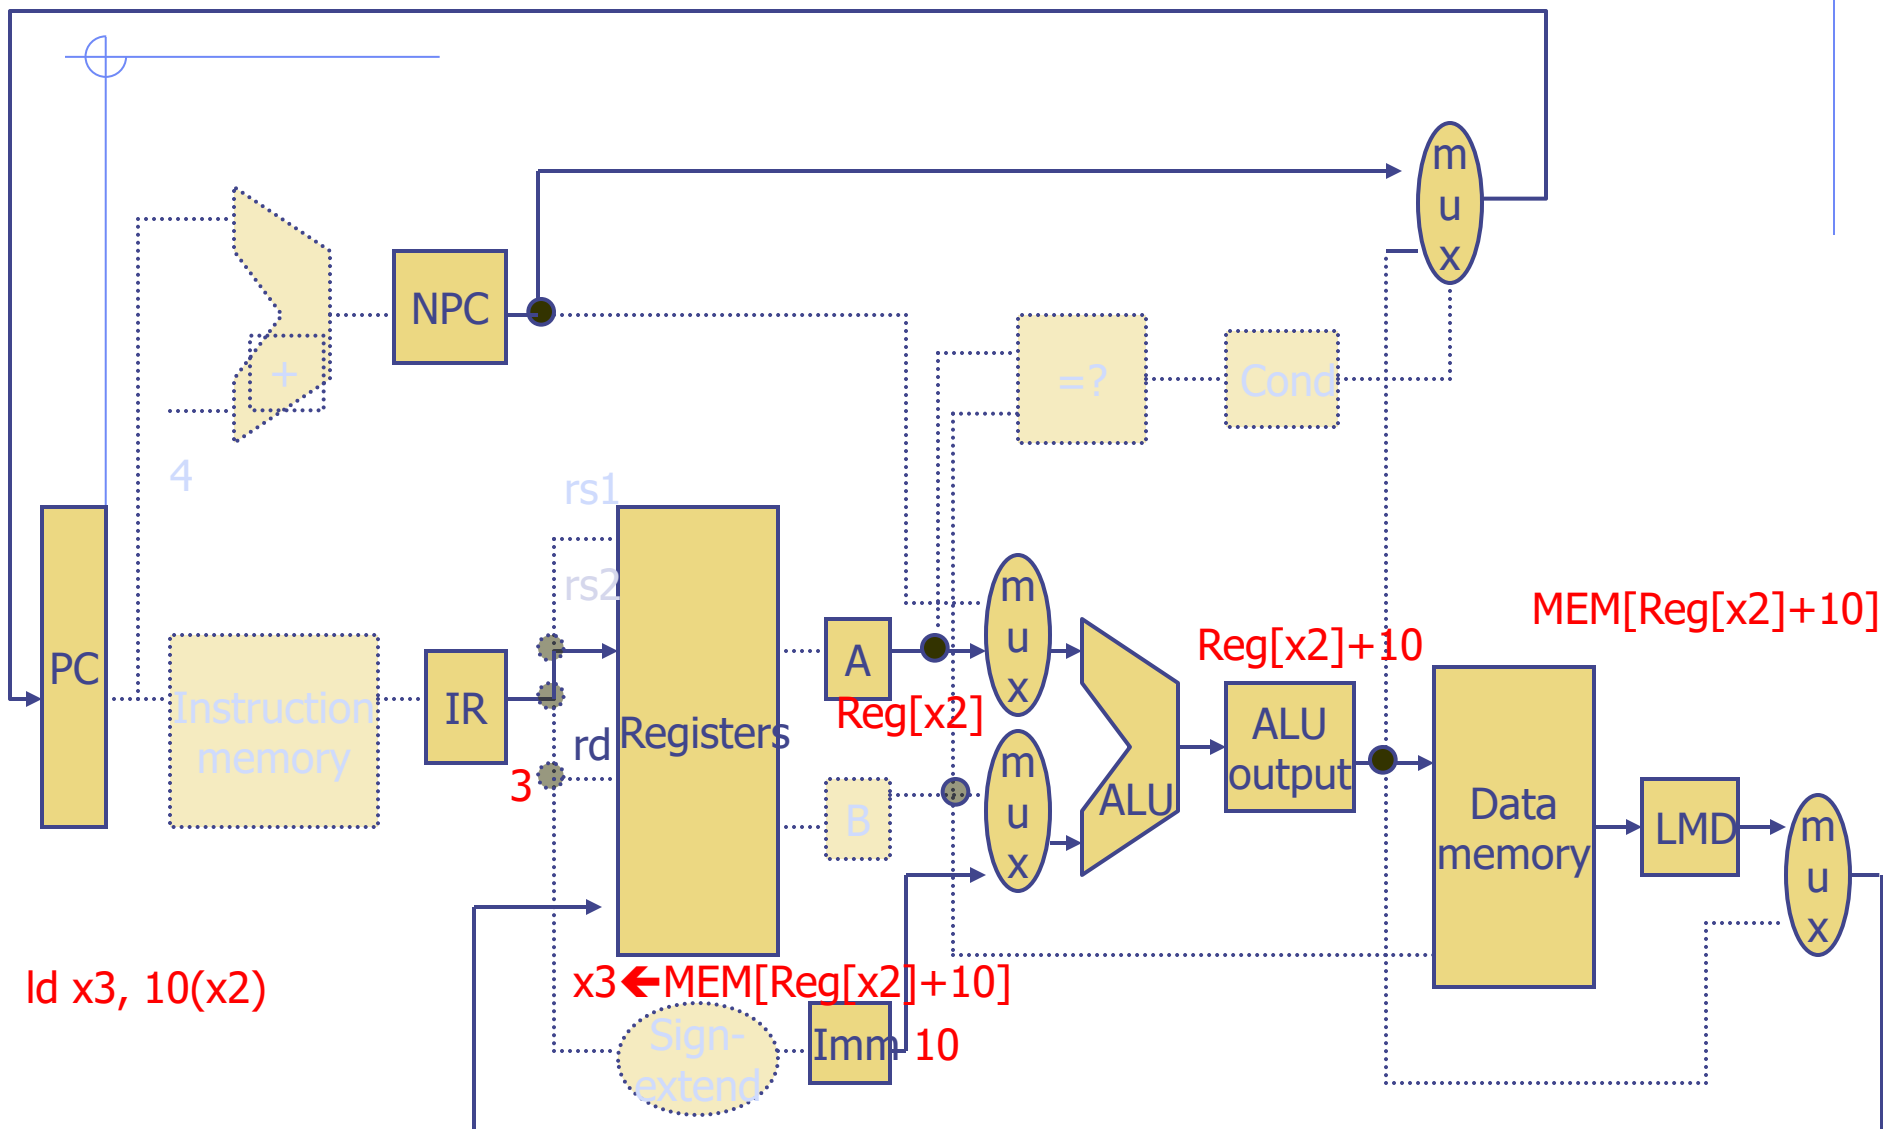 m
u
x
NPC
+
=?
Cond
4
rs1
rs2
m
u
x
MEM[Reg[x2]+10]
Reg[x2]+10
PC
Instruction
memory
IR
rd
3
Registers
A
Reg[x2]
B
m
u
x
ALU
ALU
output
Data
memory
LMD
m
u
x
ld x3, 10(x2)
x3🡸MEM[Reg[x2]+10]
Sign-
extend
Imm
10